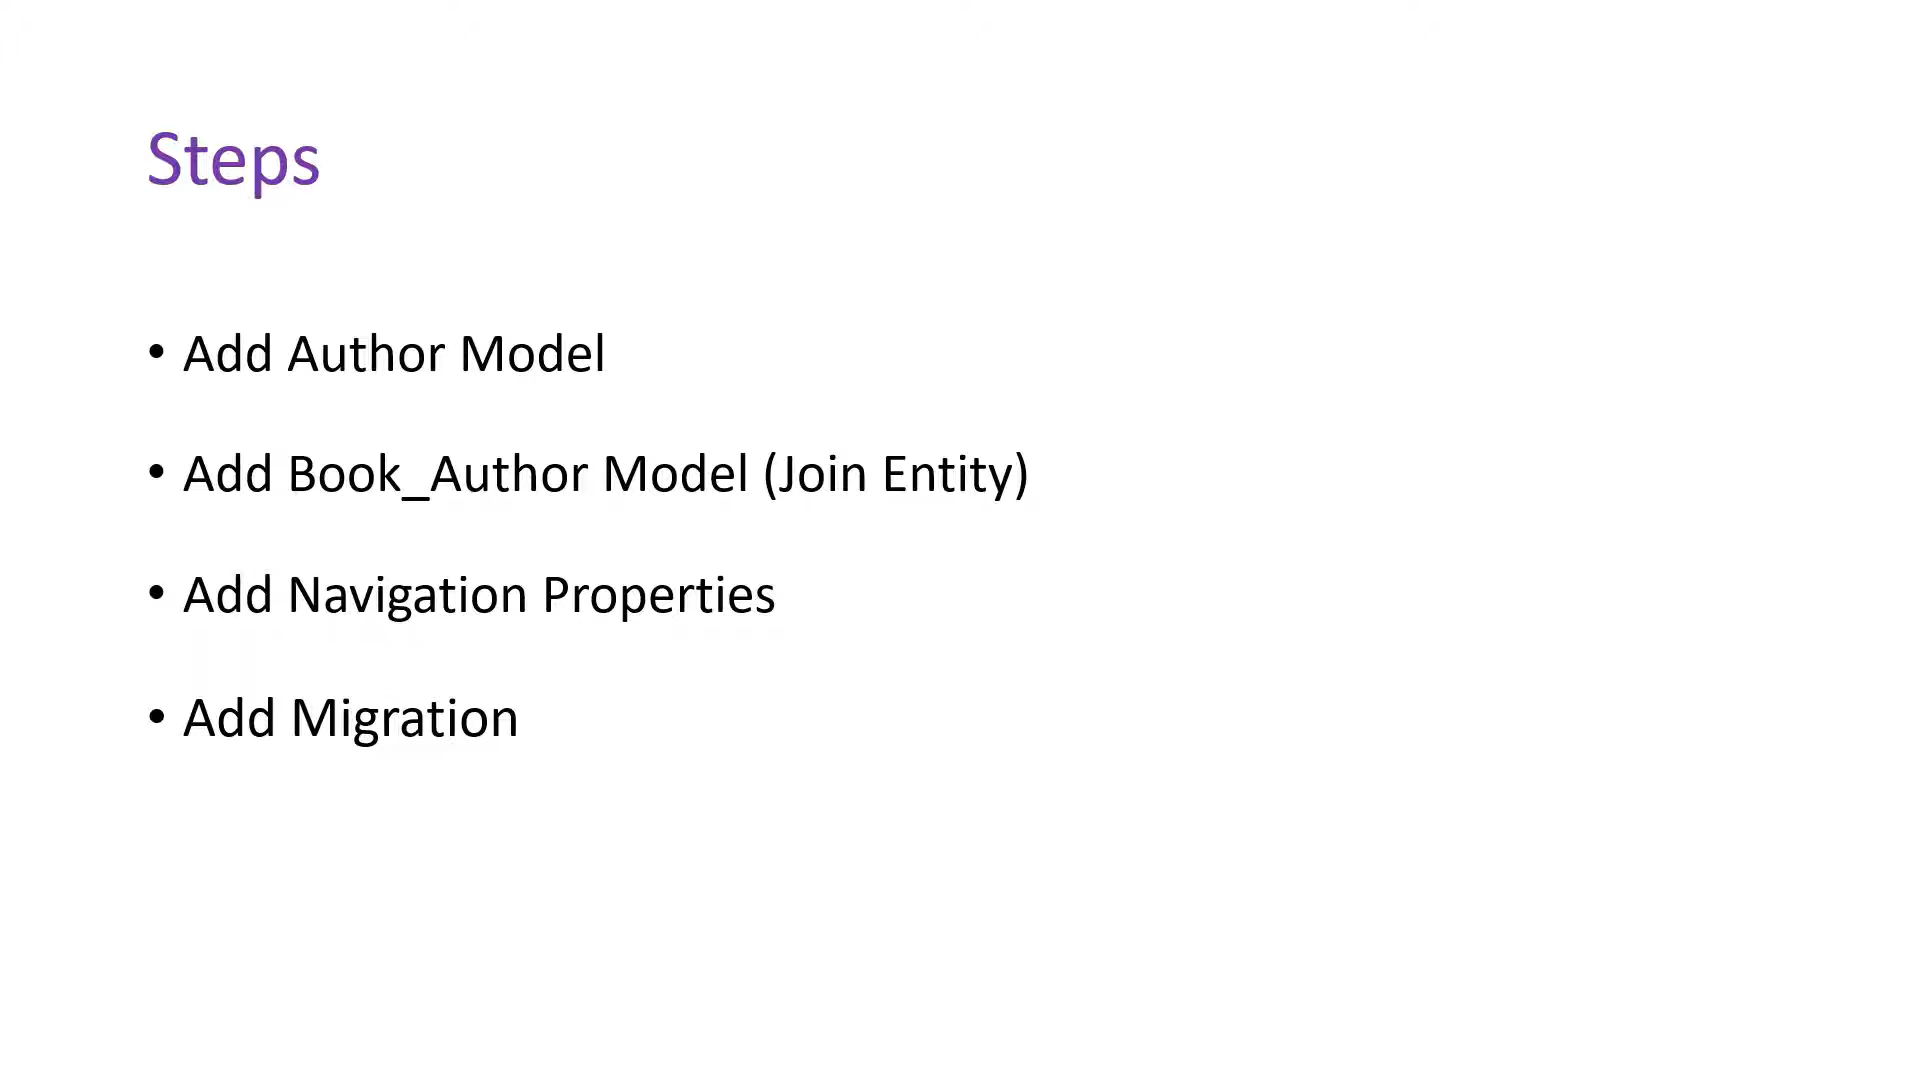 Steps
• Add Author Model
• Add Book_Author Model (Join Entity)
• Add Navigation Properties
• Add Migration